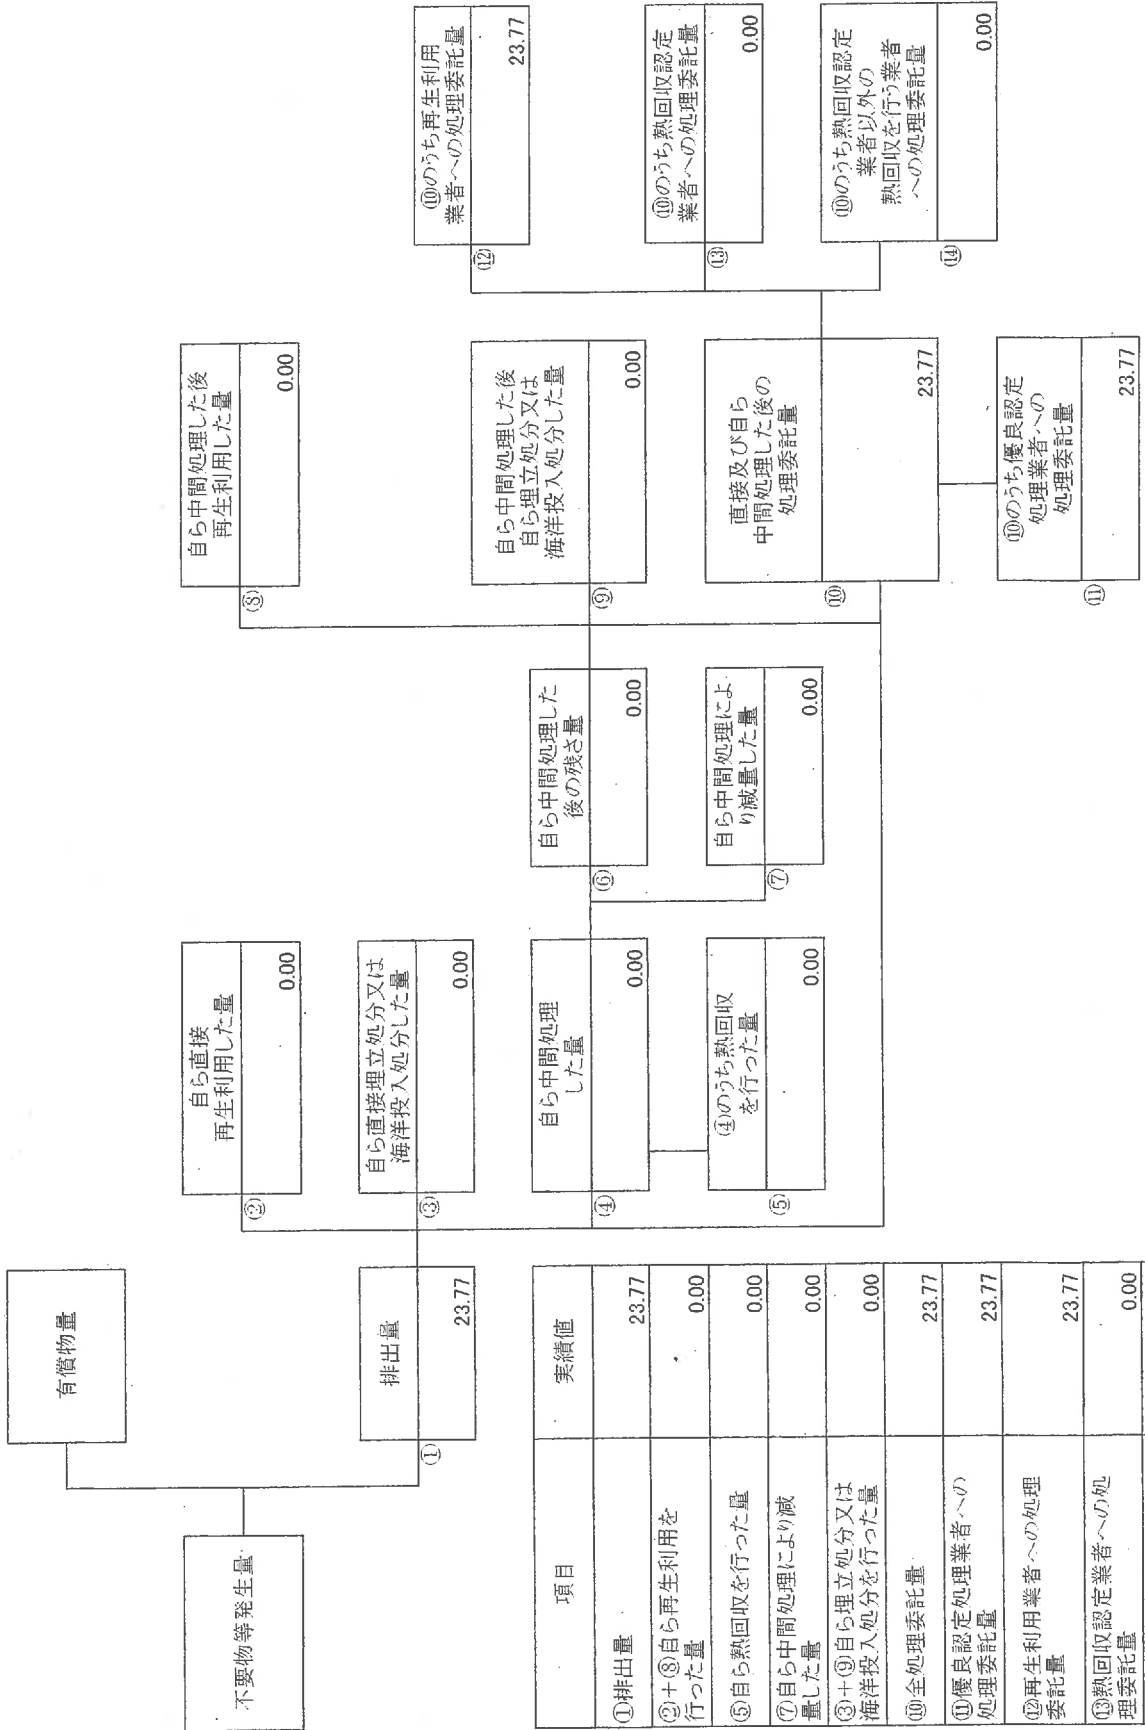 不要物等発生量
有償物量
排出量
①
23.77
自ら直接
再生利用した量
②
0.00
自ら直接埋立処分又は
海洋投入処分した量
③
0.00
自ら中間処理
した量
④
0.00
④のうち熱回収
を行った量
⑤
0.00
自ら中間処理した
後の残さ量
⑥
0.00
自ら中間処理によ
り減量した量
⑦
0.00
自ら中間処理した後
再生利用した量
⑧
0.00
自ら中間処理した後
自ら埋立処分又は
海洋投入処分した量
⑨
0.00
直接及び自ら
中間処理した後の
処理委託量
⑩
23.77
⑩のうち優良認定
処理業者への
処理委託量
⑪
23.77
⑩のうち再生利用
業者への処理委託量
⑫
23.77
⑩のうち熱回収認定
業者への処理委託量
⑬
0.00
⑩のうち熱回収認定
業者以外の
熱回収を行う業者
への処理委託量
⑭
0.00
項目 実績値
①排出量 23.77
②+⑧自ら再生利用を
行った量 0.00
⑤自ら熱回収を行った量 0.00
⑦自ら中間処理により減
量した量 0.00
③+⑨自ら埋立処分又は
海洋投入処分を行った量 0.00
⑩全処理委託量 23.77
⑪優良認定処理業者への
処理委託量 23.77
⑫再生利用業者への処理
委託量 23.77
⑬熱回収認定業者への処
理委託量 0.00